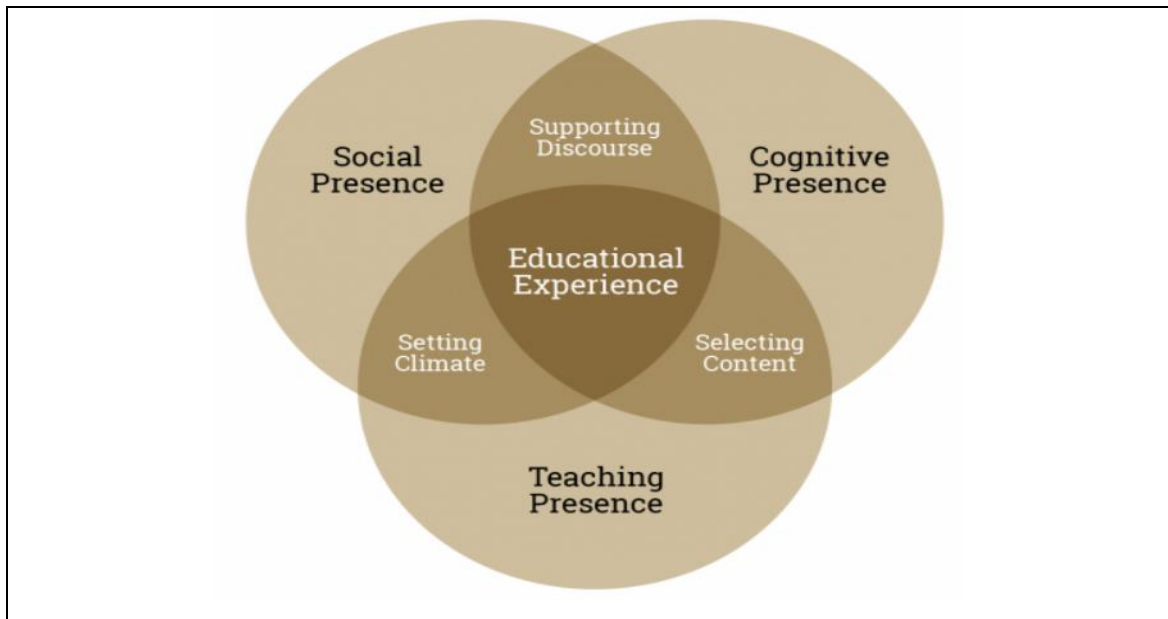 Supporting
Discourse
Social
Presence
Cognitive
Presence
Educational
Experience
Setting
Climate
Selecting
Content
Teaching
Presence